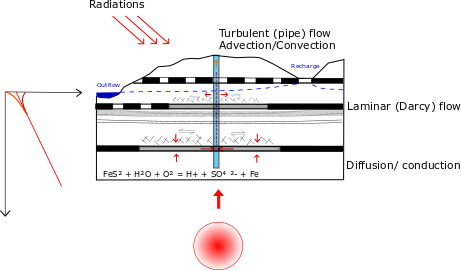 Radiations
Turbulent (pipe) flow
Advection/Convection
Recharge
Outflow
Laminar (Darcy) flow
Diffusion/ conduction
FeS² + H²O + O² = H+ + SO⁴ ²- + Fe